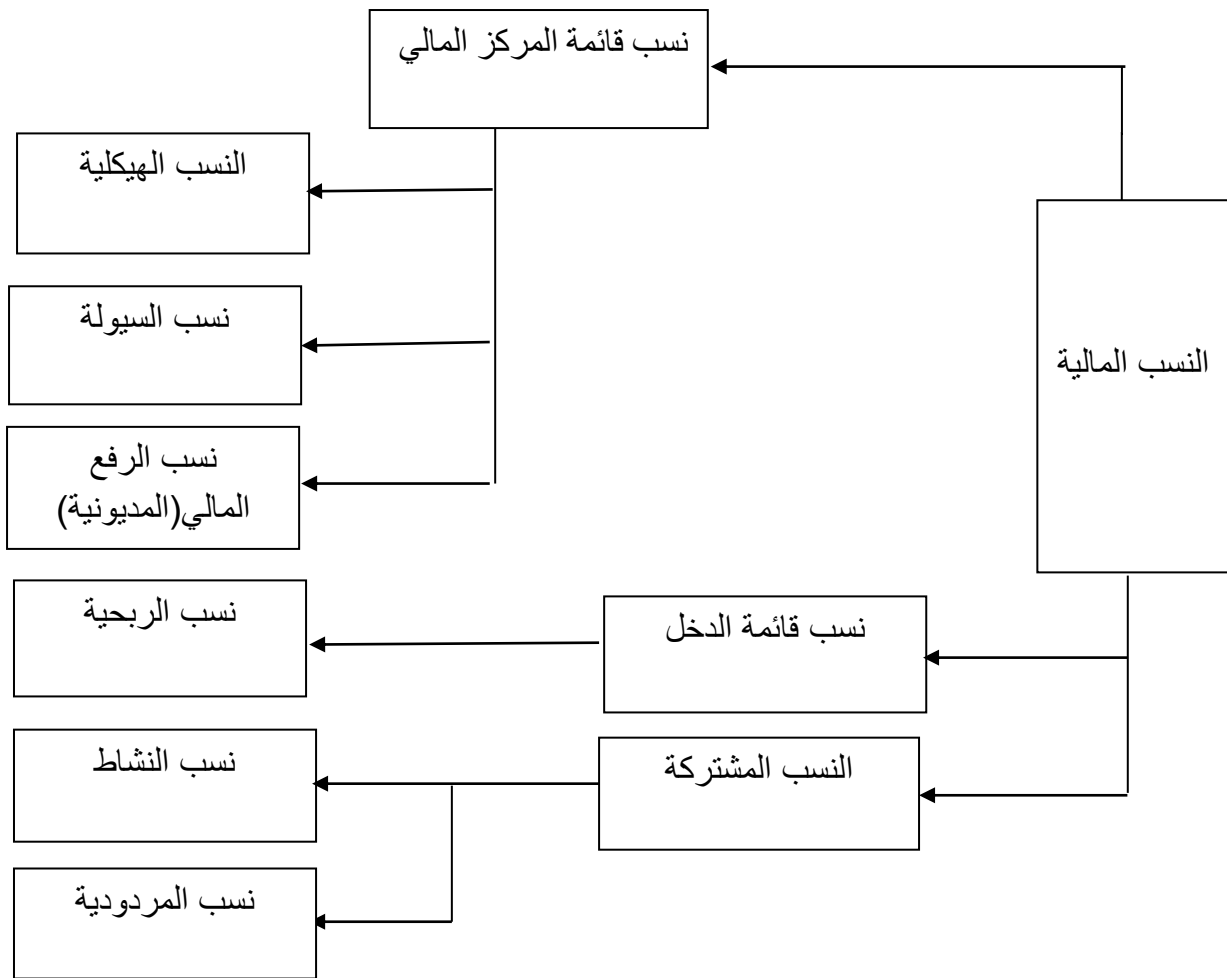 نسب قائمة المركز المالي
النسب الهيكلية
نسب السيولة
النسب المالية
نسب الرفع
المالي(المديونية)
نسب قائمة الدخل
نسب الربحية
النسب المشتركة
نسب النشاط
نسب المردودية